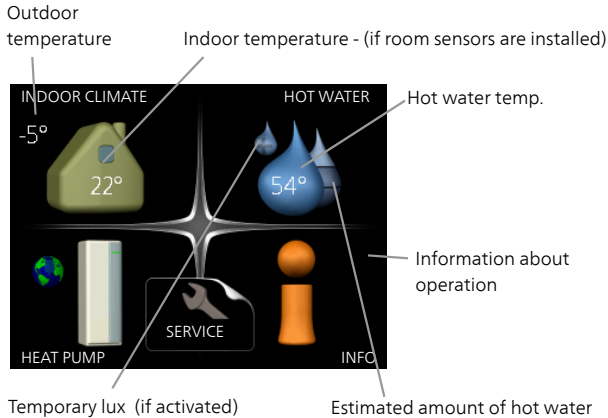 Outdoor
temperature
Indoor temperature - (if room sensors are installed)
INDOOR CLIMATE
HOT WATER
Hot water temp.
-5°
22°
54°
Information about
operation
SERVICE
HEAT PUMP
INFO
Temporary lux (if activated)
Estimated amount of hot water